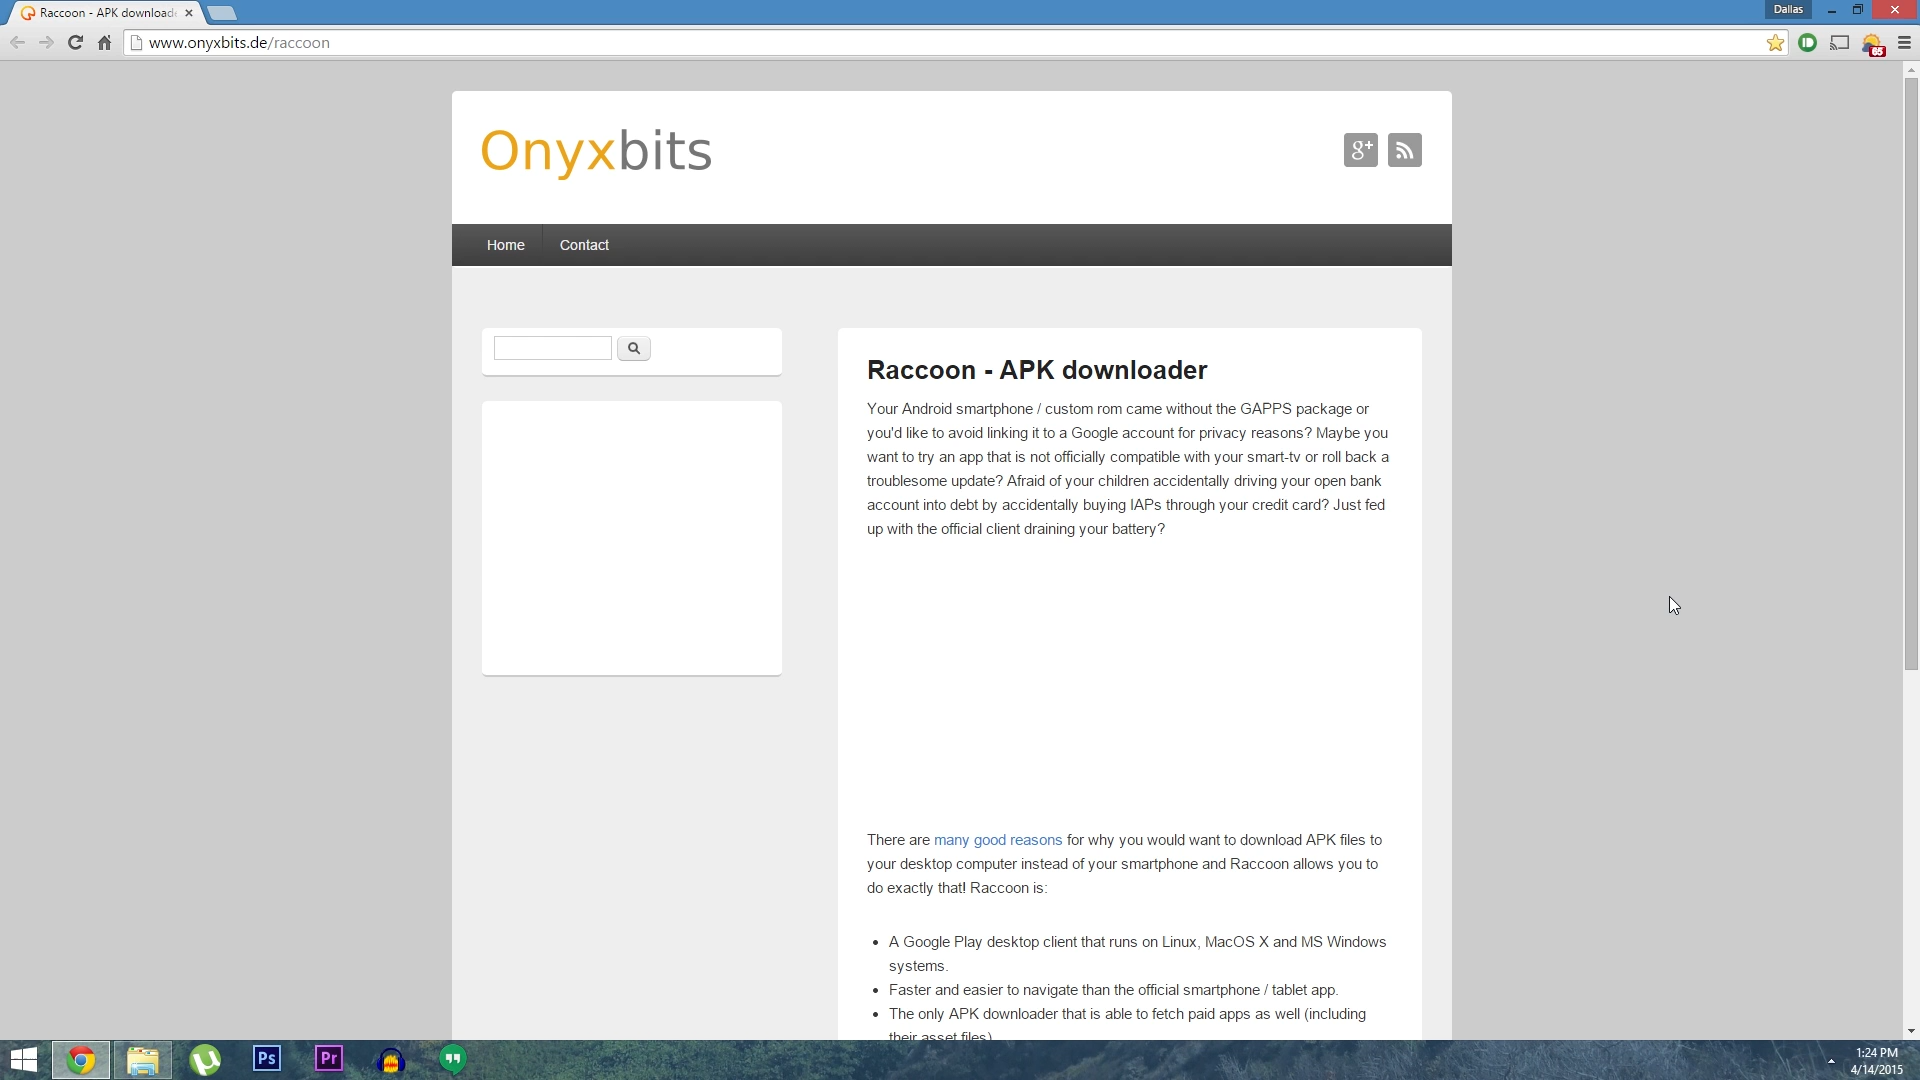 Raccoon - APK download
Dallas
www.onyxbits.de/raccoon
65
Onyxbits
g+
Home
Contact
Raccoon - APK downloader
Your Android smartphone / custom rom came without the GAPPS package or
you'd like to avoid linking it to a Google account for privacy reasons? Maybe you
want to try an app that is not officially compatible with your smart-tv or roll back a
troublesome update? Afraid of your children accidentally driving your open bank
account into debt by accidentally buying IAPs through your credit card? Just fed
up with the official client draining your battery?
There are many good reasons for why you would want to download APK files to
your desktop computer instead of your smartphone and Raccoon allows you to
do exactly that! Raccoon is:
• A Google Play desktop client that runs on Linux, MacOS X and MS Windows
systems.
• Faster and easier to navigate than the official smartphone / tablet app.
• The only APK downloader that is able to fetch paid apps as well (including
their asset files)
Ps
Pr
1:24 PM
4/14/2015